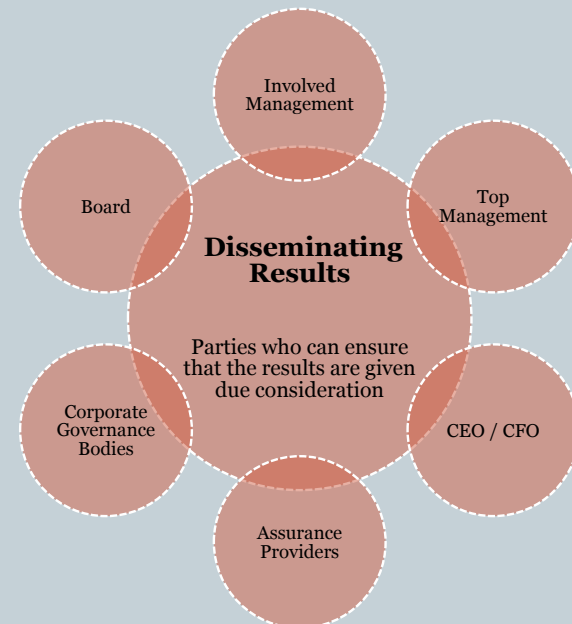 Involved
Management
Board
Top
Management
Disseminating
Results
Parties who can ensure
that the results are given
due consideration
Corporate
Governance
Bodies
CEO / CFO
Assurance
Providers